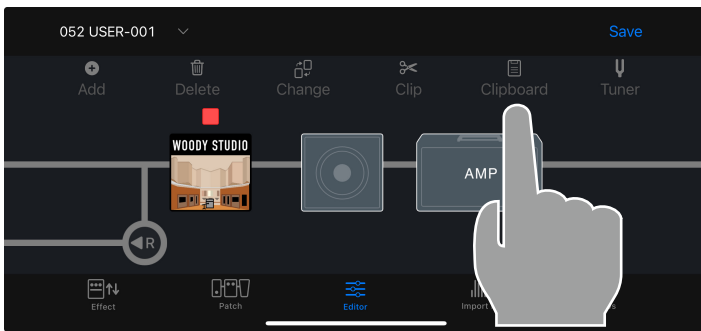 052 USER-001
Save
Add Delete Change Clip Clipboard Tuner
WOODY STUDIO
AMP
R
Effect Patch Editor Import